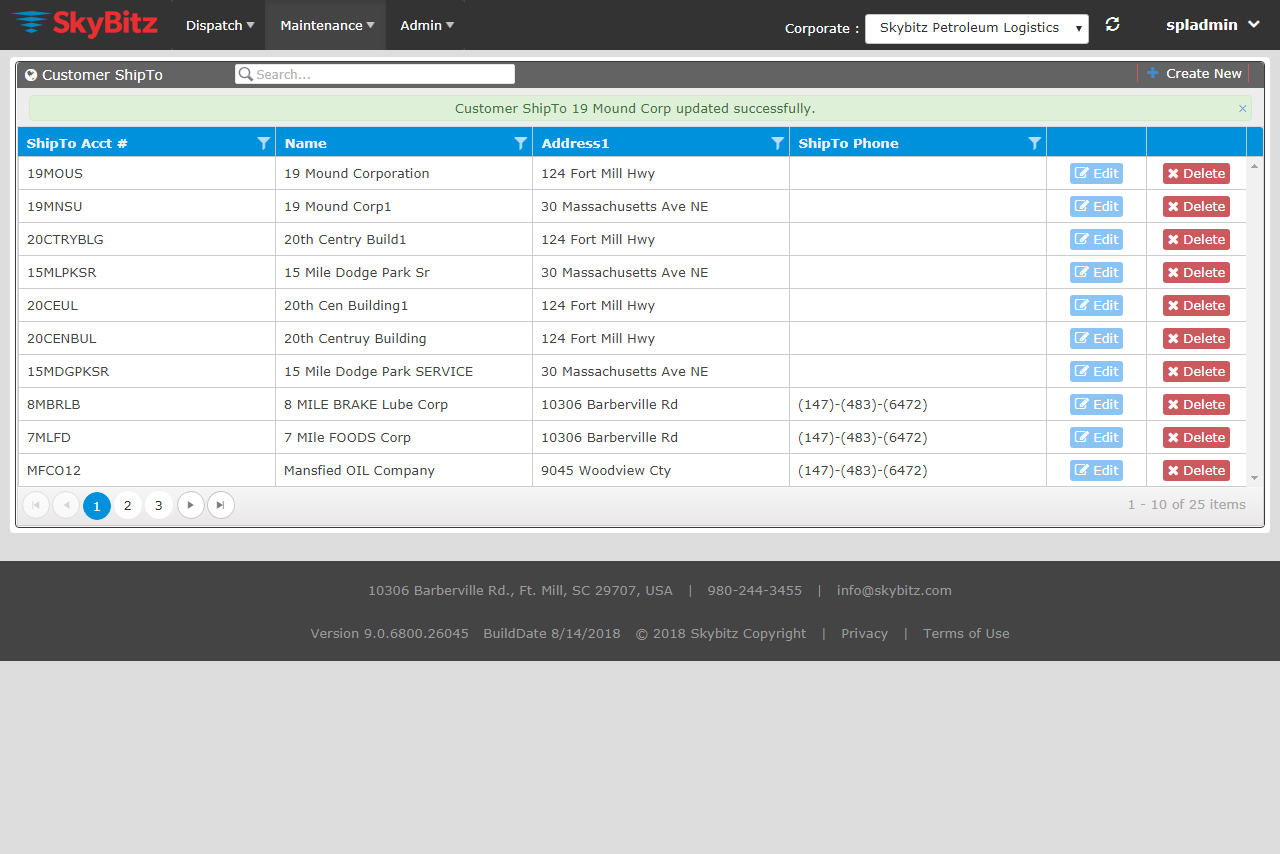 SkyBitz Dispatch Maintenance Admin Corporate : Skybitz Petroleum Logistics spladmin
Customer ShipTo Search... Create New
Customer ShipTo 19 Mound Corp updated successfully. ×
ShipTo Acct # Name Address1 ShipTo Phone
19MOUS 19 Mound Corporation 124 Fort Mill Hwy Edit Delete
19MNSU 19 Mound Corp1 30 Massachusetts Ave NE Edit Delete
20CTRYBLG 20th Centry Build1 124 Fort Mill Hwy Edit Delete
15MLPKSR 15 Mile Dodge Park Sr 30 Massachusetts Ave NE Edit Delete
20CEUL 20th Cen Building1 124 Fort Mill Hwy Edit Delete
20CENBUL 20th Centruy Building 124 Fort Mill Hwy Edit Delete
15MDGPKSR 15 Mile Dodge Park SERVICE 30 Massachusetts Ave NE Edit Delete
8MBRLB 8 MILE BRAKE Lube Corp 10306 Barberville Rd (147)-(483)-(6472) Edit Delete
7MLFD 7 MIle FOODS Corp 10306 Barberville Rd (147)-(483)-(6472) Edit Delete
MFCO12 Mansfied OIL Company 9045 Woodview Cty (147)-(483)-(6472) Edit Delete
1 2 3 1 - 10 of 25 items
10306 Barberville Rd., Ft. Mill, SC 29707, USA | 980-244-3455 | info@skybitz.com
Version 9.0.6800.26045 BuildDate 8/14/2018 © 2018 Skybitz Copyright | Privacy | Terms of Use